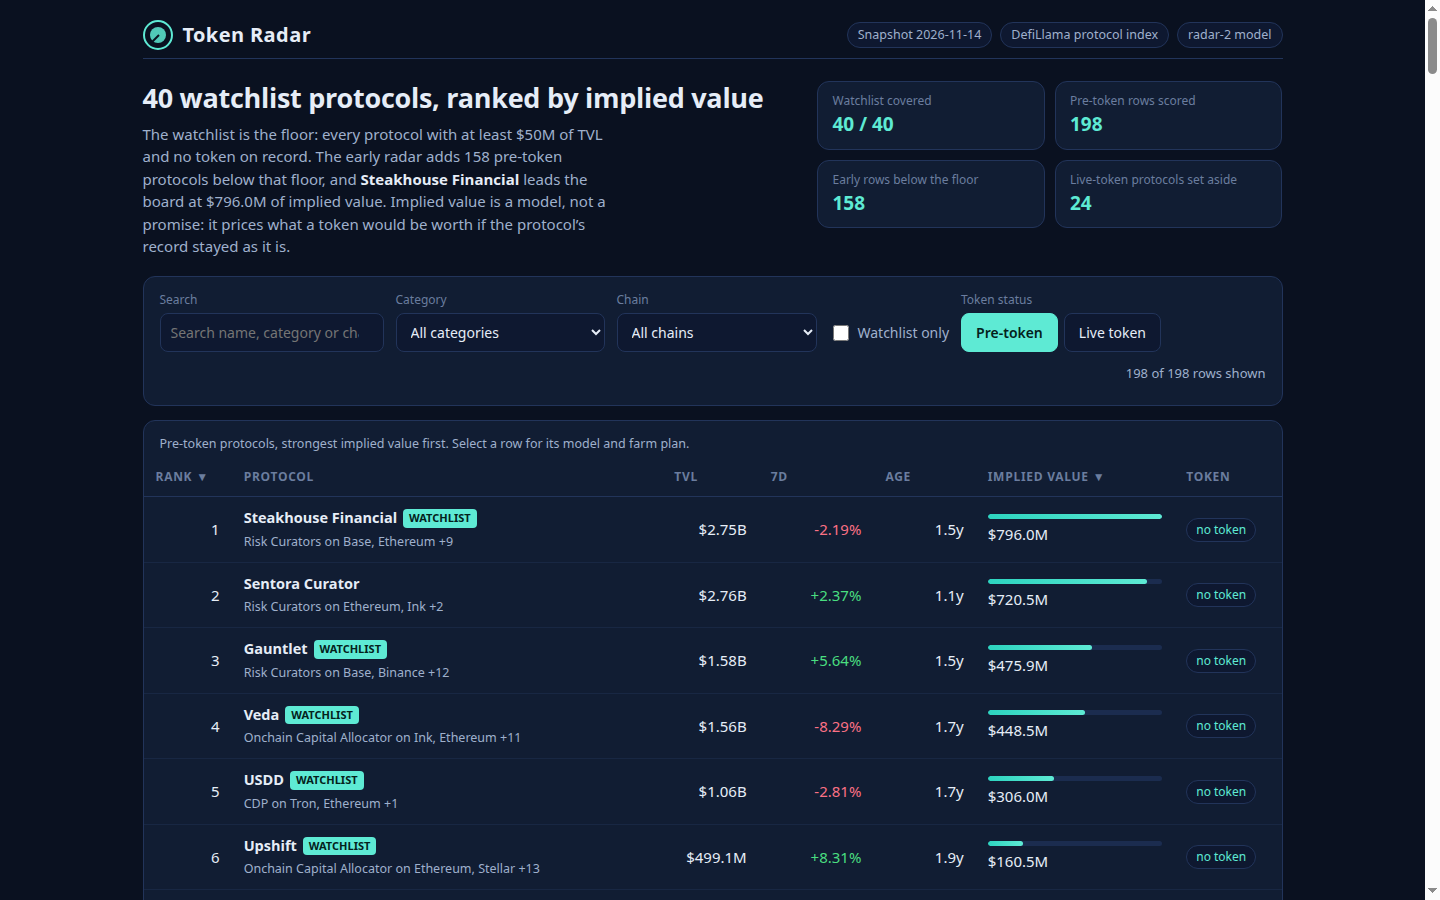 Token Radar
Snapshot 2026-11-14
DefiLlama protocol index
radar-2 model
40 watchlist protocols, ranked by implied value
The watchlist is the floor: every protocol with at least $50M of TVL
and no token on record. The early radar adds 158 pre-token
protocols below that floor, and Steakhouse Financial leads the
board at $796.0M of implied value. Implied value is a model, not a
promise: it prices what a token would be worth if the protocol’s
record stayed as it is.
Watchlist covered
40 / 40
Pre-token rows scored
198
Early rows below the floor
158
Live-token protocols set aside
24
Search
Search name, category or ch
Category
All categories
Chain
All chains
Watchlist only
Token status
Pre-token
Live token
198 of 198 rows shown
Pre-token protocols, strongest implied value first. Select a row for its model and farm plan.
RANK ▼ PROTOCOL TVL 7D AGE IMPLIED VALUE ▼ TOKEN
1 Steakhouse Financial WATCHLIST $2.75B -2.19% 1.5y $796.0M no token
Risk Curators on Base, Ethereum +9
2 Sentora Curator $2.76B +2.37% 1.1y $720.5M no token
Risk Curators on Ethereum, Ink +2
3 Gauntlet WATCHLIST $1.58B +5.64% 1.5y $475.9M no token
Risk Curators on Base, Binance +12
4 Veda WATCHLIST $1.56B -8.29% 1.7y $448.5M no token
Onchain Capital Allocator on Ink, Ethereum +11
5 USDD WATCHLIST $1.06B -2.81% 1.7y $306.0M no token
CDP on Tron, Ethereum +1
6 Upshift WATCHLIST $499.1M +8.31% 1.9y $160.5M no token
Onchain Capital Allocator on Ethereum, Stellar +13